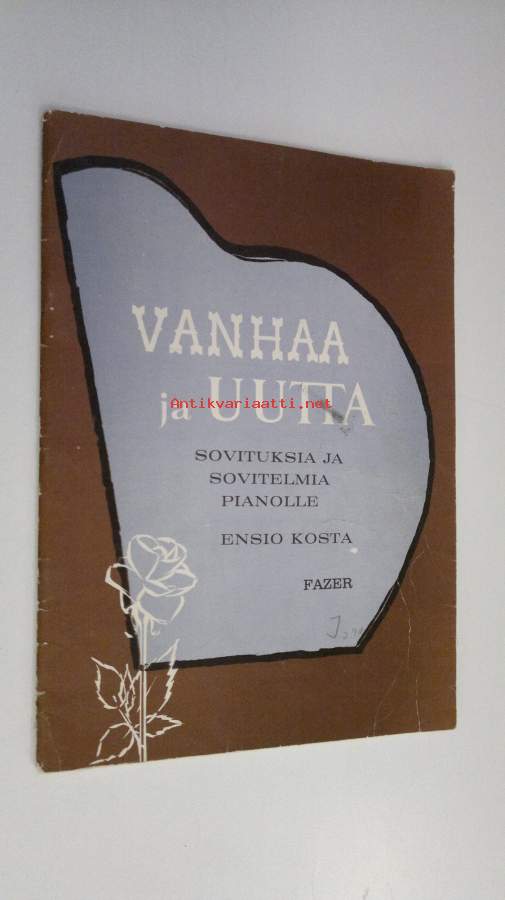 VANHAA
ja UUTTA
Antikvariaatti.net
SOVITUKSIA JA
SOVITELMIA
PIANOLLE
ENSIO KOSTA
FAZER